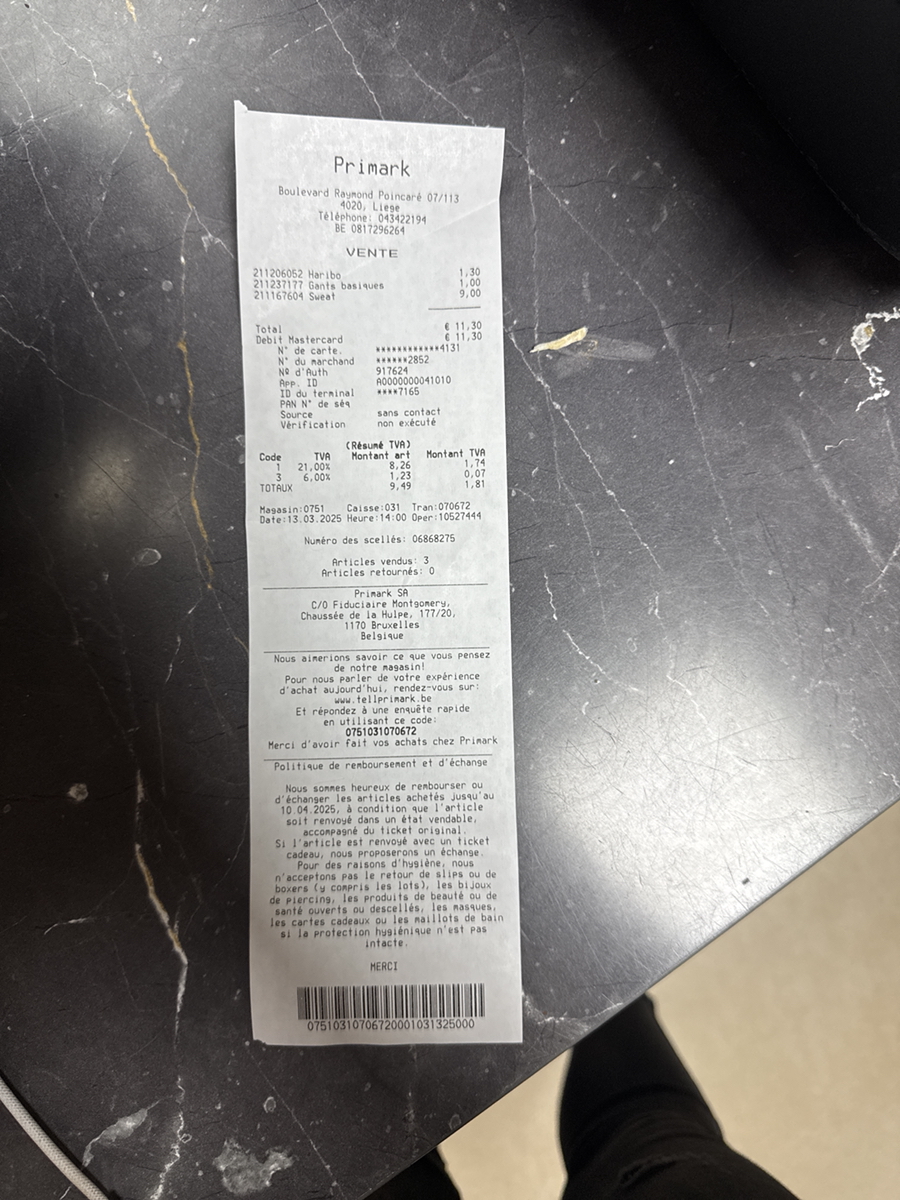 Primark
Boulevard Raymond Poincaré 07/113
4020, Liege
Téléphone: 043422194
BE 0817296264
VENTE
211206052 Haribo 1,30
211237177 Gants basiques 1,00
211167604 Sweat 9,00
Total € 11,30
Debit Mastercard € 11,30
N° de carte. ************4131
N° du marchand ******2852
Nº d'Auth 917624
App. ID A0000000041010
ID du terminal ****7165
PAN N° de séq
Source sans contact
Vérification non exécuté
(Résumé TVA)
Code TVA Montant art Montant TVA
1 21,00% 8,26 1,74
3 6,00% 1,23 0,07
TOTAUX 9,49 1,81
Magasin:0751 Caisse:031 Tran:070672
Date:13.03.2025 Heure:14:00 Oper:10527444
Numéro des scellés: 06868275
Articles vendus: 3
Articles retournés: 0
Primark SA
C/O Fiduciaire Montgomery,
Chaussée de la Hulpe, 177/20,
1170 Bruxelles
Belgique
Nous aimerions savoir ce que vous pensez
de notre magasin!
Pour nous parler de votre expérience
d'achat aujourd'hui, rendez-vous sur:
www.tellprimark.be
Et répondez à une enquête rapide
en utilisant ce code:
0751031070672
Merci d'avoir fait vos achats chez Primark
Politique de remboursement et d'échange
Nous sommes heureux de rembourser ou
d'échanger les articles achetés jusqu'au
10.04.2025, à condition que l'article
soit renvoyé dans un état vendable,
accompagné du ticket original.
Si l'article est renvoyé avec un ticket
cadeau, nous proposerons un échange.
Pour des raisons d'hygiène, nous
n'acceptons pas le retour de slips ou de
boxers (y compris les lots), les bijoux
de piercing, les produits de beauté ou de
santé ouverts ou descellés, les masques,
les cartes cadeaux ou les maillots de bain
si la protection hygiénique n'est pas
intacte.
MERCI
07510310706720001031325000